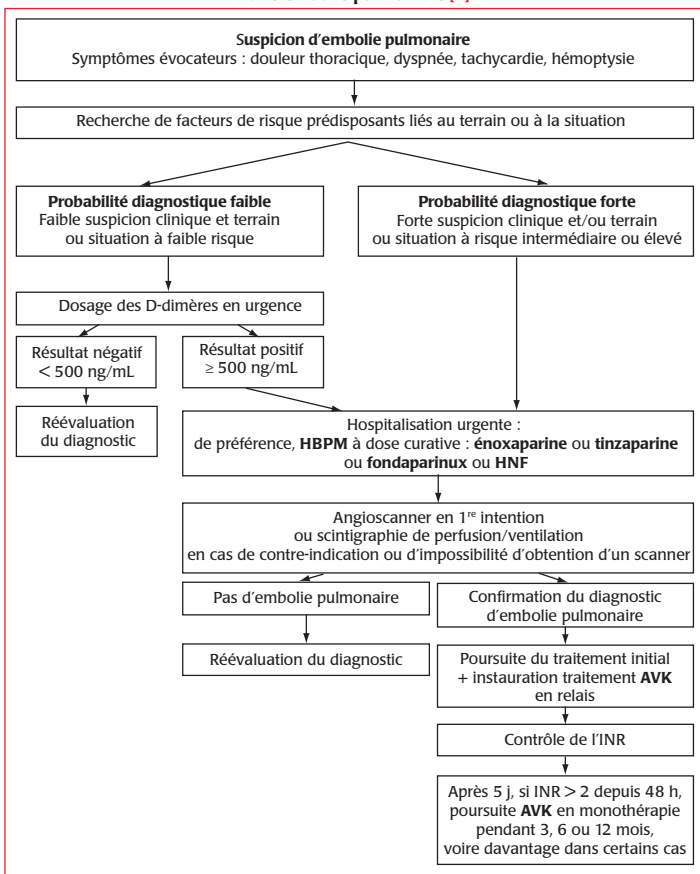 Suspicion d'embolie pulmonaire
Symptômes évocateurs : douleur thoracique, dyspnée, tachycardie, hémoptysie
Recherche de facteurs de risque prédisposants liés au terrain ou à la situation
Probabilité diagnostique faible
Faible suspicion clinique et terrain
ou situation à faible risque
Probabilité diagnostique forte
Forte suspicion clinique et/ou terrain
ou situation à risque intermédiaire ou élevé
Dosage des D-dimères en urgence
Résultat négatif
< 500 ng/mL
Résultat positif
≥ 500 ng/mL
Réévaluation
du diagnostic
Hospitalisation urgente :
de préférence, HBPM à dose curative : énoxaparine ou tinzaparine
ou fondaparinux ou HNF
Angioscanner en 1re intention
ou scintigraphie de perfusion/ventilation
en cas de contre-indication ou d'impossibilité d'obtention d'un scanner
Pas d'embolie pulmonaire
Confirmation du diagnostic
d'embolie pulmonaire
Réévaluation du diagnostic
Poursuite du traitement initial
+ instauration traitement AVK
en relais
Contrôle de l'INR
Après 5 j, si INR > 2 depuis 48 h,
poursuite AVK en monothérapie
pendant 3, 6 ou 12 mois,
voire davantage dans certains cas